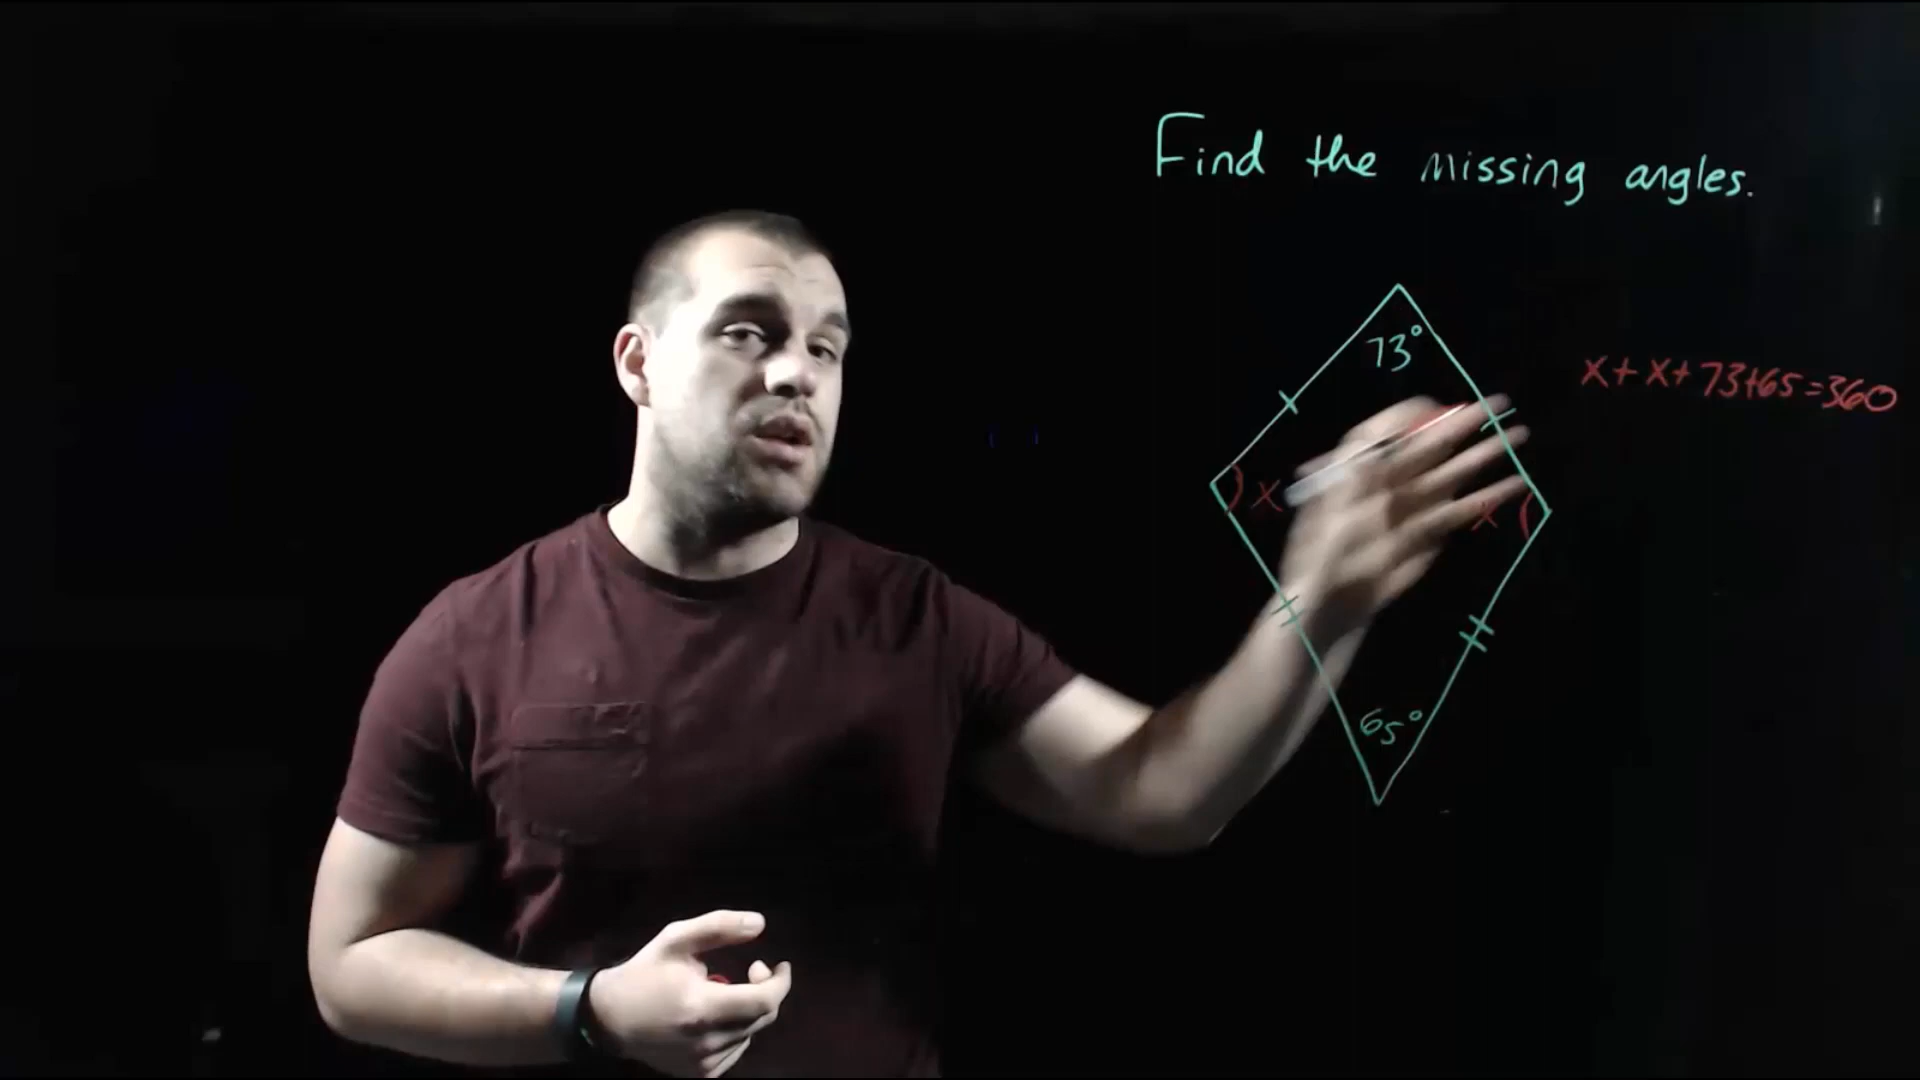 Find the missing angles.
73°
x + x + 73+65=360
x
x
65°